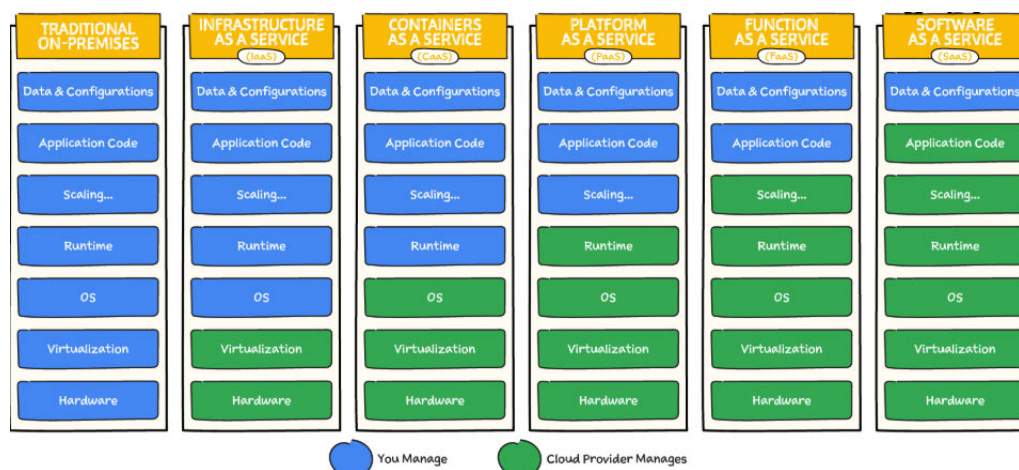 TRADITIONAL
ON-PREMISES
Data & Configurations
Application Code
Scaling...
Runtime
OS
Virtualization
Hardware
INFRASTRUCTURE
AS A SERVICE
(IaaS)
Data & Configurations
Application Code
Scaling...
Runtime
OS
Virtualization
Hardware
CONTAINERS
AS A SERVICE
(CaaS)
Data & Configurations
Application Code
Scaling...
Runtime
OS
Virtualization
Hardware
PLATFORM
AS A SERVICE
(PaaS)
Data & Configurations
Application Code
Scaling...
Runtime
OS
Virtualization
Hardware
FUNCTION
AS A SERVICE
(FaaS)
Data & Configurations
Application Code
Scaling...
Runtime
OS
Virtualization
Hardware
SOFTWARE
AS A SERVICE
(SaaS)
Data & Configurations
Application Code
Scaling...
Runtime
OS
Virtualization
Hardware
You Manage
Cloud Provider Manages